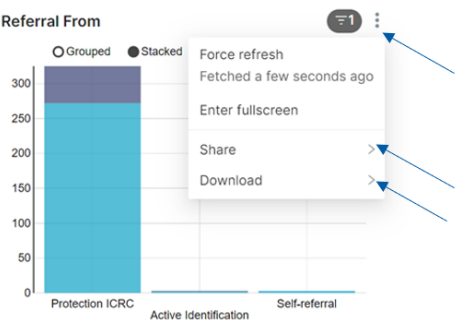 Referral From
1
Grouped
Stacked
Force refresh
Fetched a few seconds ago
Enter fullscreen
Share
Download
300
250
200
150
100
50
0
Protection ICRC
Active Identification
Self-referral